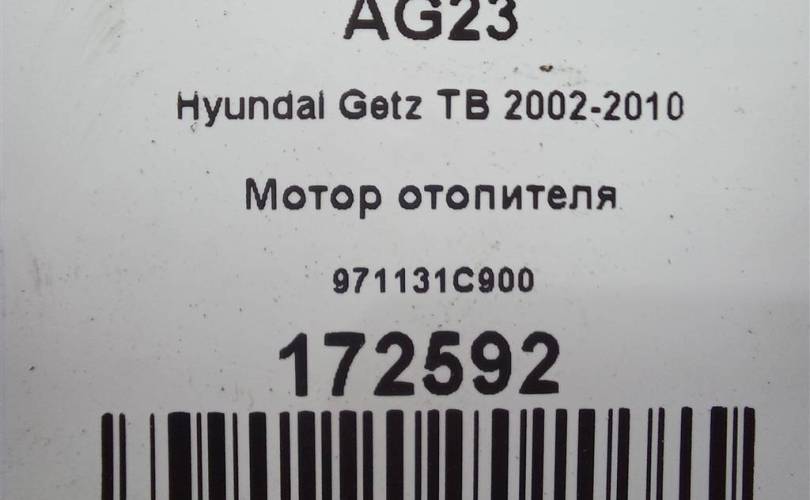 AG23
Hyundai Getz TB 2002-2010
Мотор отопителя
971131C900
172592